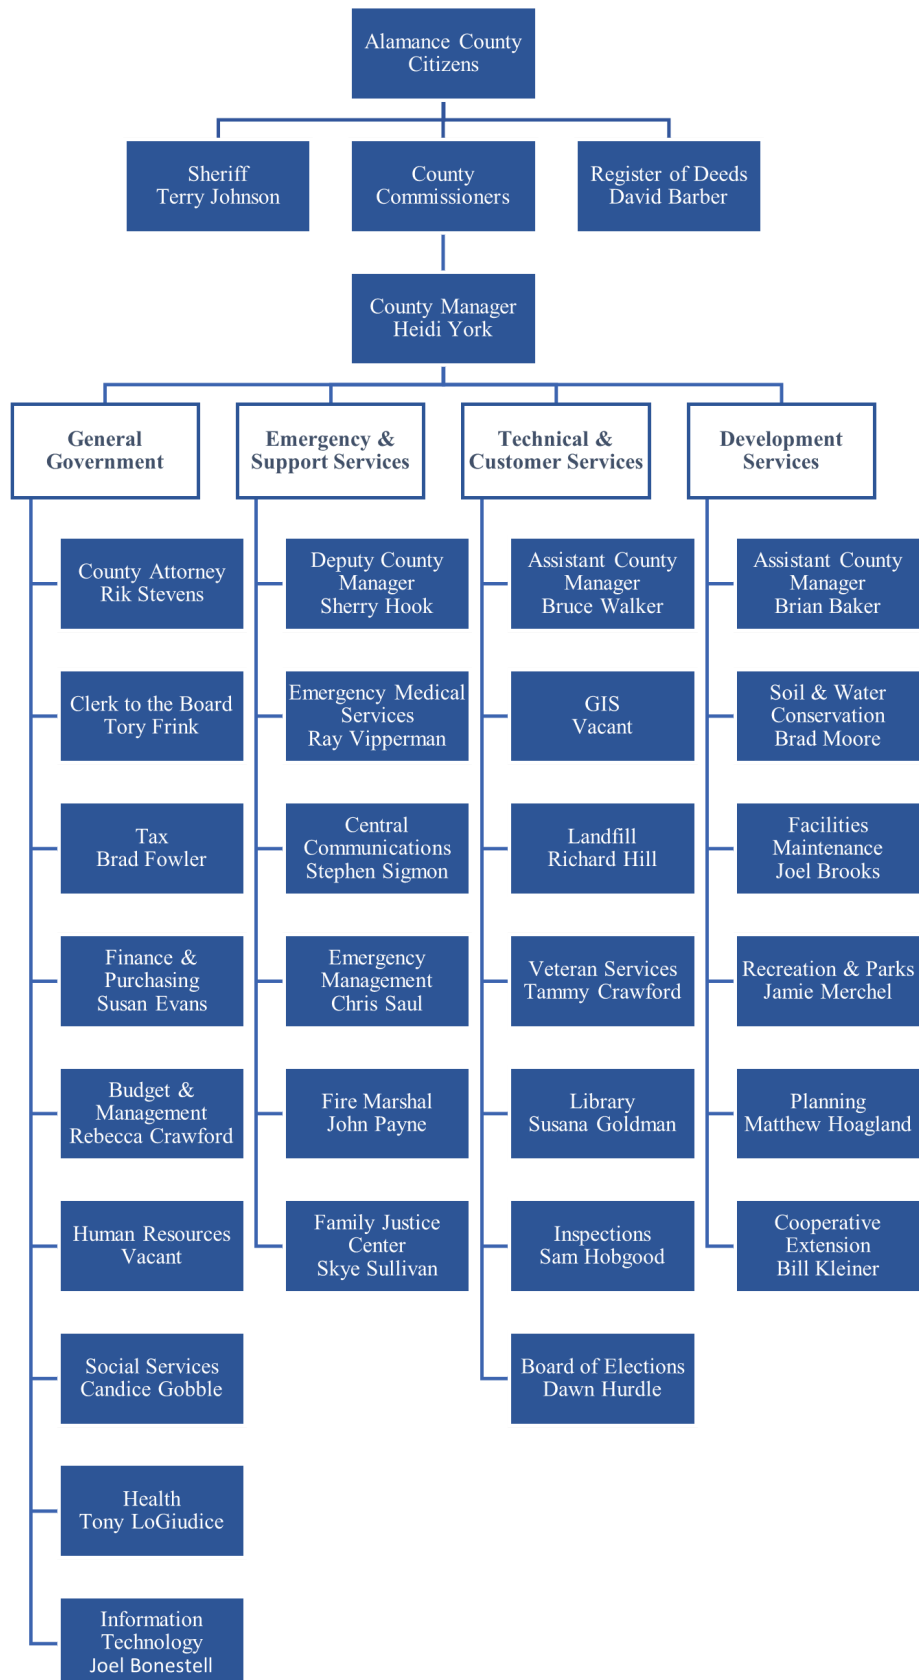 Alamance County
Citizens
Sheriff
Terry Johnson
County
Commissioners
Register of Deeds
David Barber
County Manager
Heidi York
General
Government
County Attorney
Rik Stevens
Clerk to the Board
Tory Frink
Tax
Brad Fowler
Finance &
Purchasing
Susan Evans
Budget &
Management
Rebecca Crawford
Human Resources
Vacant
Social Services
Candice Gobble
Health
Tony LoGiudice
Information
Technology
Joel Bonestell
Emergency &
Support Services
Deputy County
Manager
Sherry Hook
Emergency Medical
Services
Ray Vipperman
Central
Communications
Stephen Sigmon
Emergency
Management
Chris Saul
Fire Marshal
John Payne
Family Justice
Center
Skye Sullivan
Technical &
Customer Services
Assistant County
Manager
Bruce Walker
GIS
Vacant
Landfill
Richard Hill
Veteran Services
Tammy Crawford
Library
Susana Goldman
Inspections
Sam Hobgood
Board of Elections
Dawn Hurdle
Development
Services
Assistant County
Manager
Brian Baker
Soil & Water
Conservation
Brad Moore
Facilities
Maintenance
Joel Brooks
Recreation & Parks
Jamie Merchel
Planning
Matthew Hoagland
Cooperative
Extension
Bill Kleiner